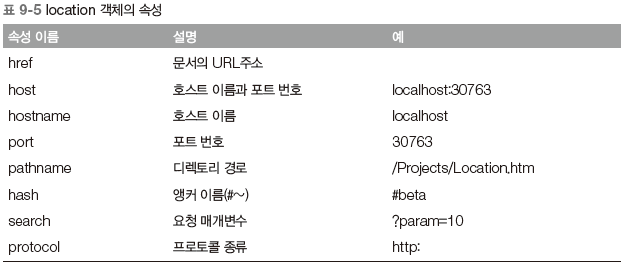 표 9-5 location 객체의 속성
속성 이름 설명 예
href 문서의 URL주소
host 호스트 이름과 포트 번호 localhost:30763
hostname 호스트 이름 localhost
port 포트 번호 30763
pathname 디렉토리 경로 /Projects/Location.htm
hash 앵커 이름(#~) #beta
search 요청 매개변수 ?param=10
protocol 프로토콜 종류 http: